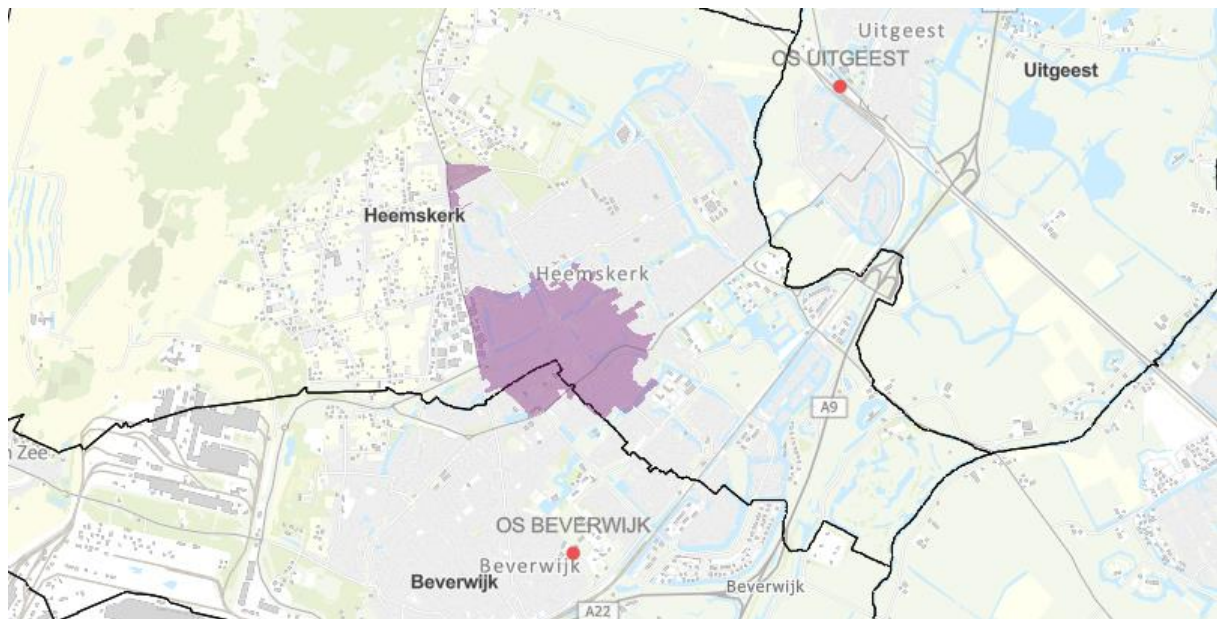 Uitgeest
OS UITGEEST
Uitgeest
Heemskerk
Heemskerk
A9
n Zee
OS BEVERWIJK
Beverwijk
Beverwijk
Beverwijk
A22